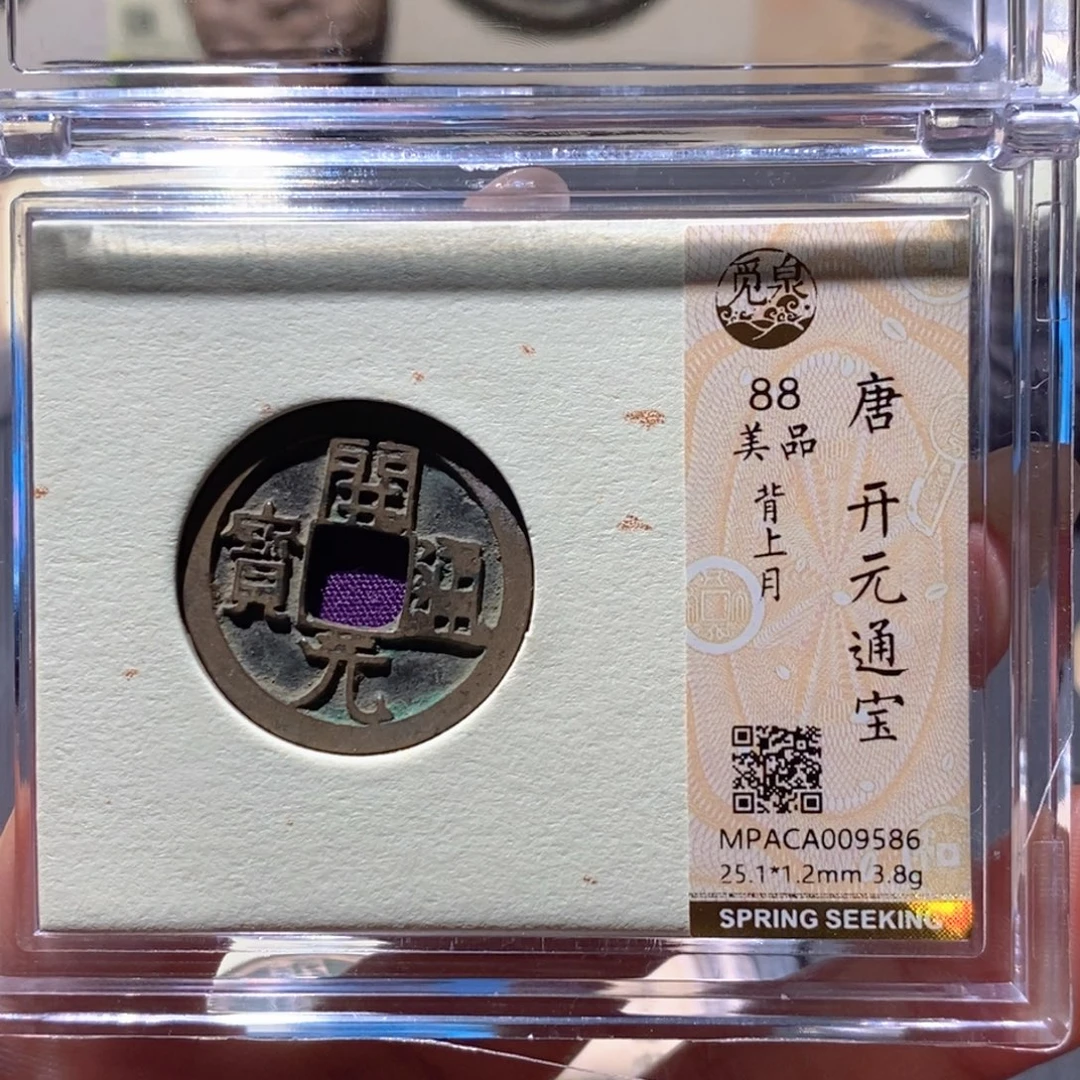 開元通寶
觅泉
唐 开元通宝
88
美品
背上月
MPACA009586
25.1*1.2mm 3.8g
SPRING SEEKING